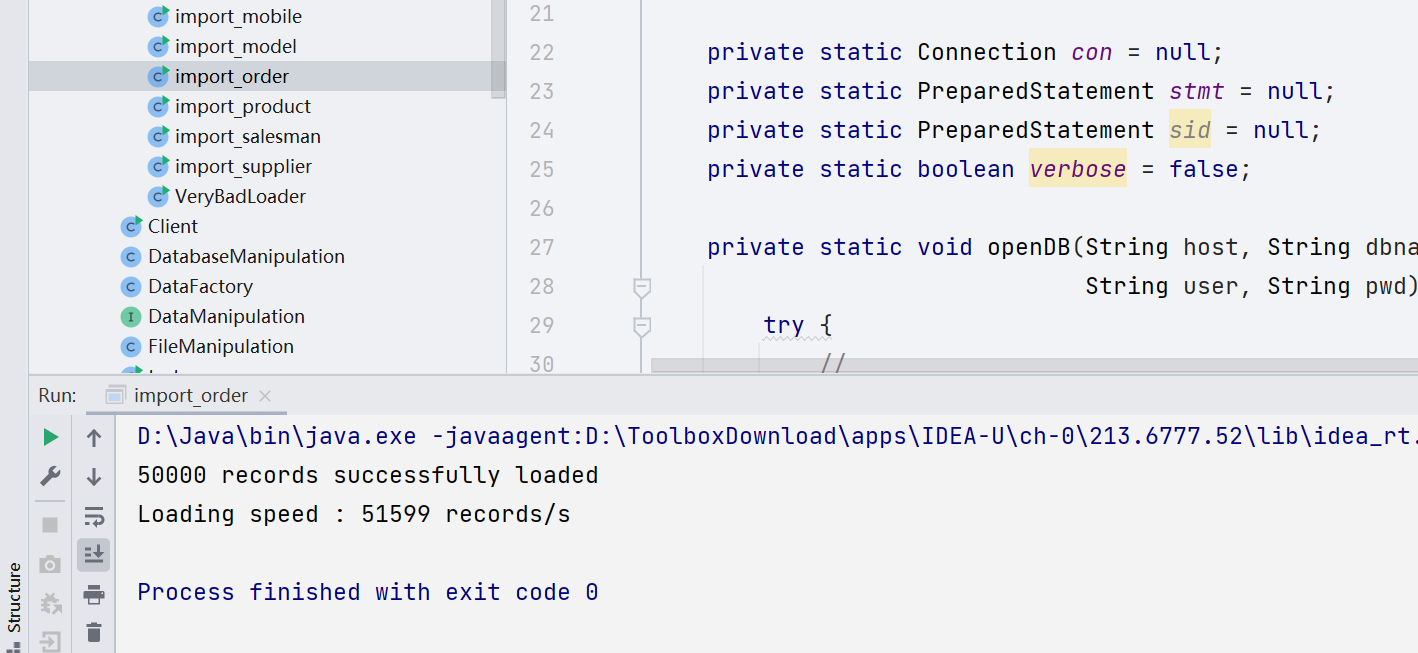 import_mobile
import_model
import_order
import_product
import_salesman
import_supplier
VeryBadLoader
Client
DatabaseManipulation
DataFactory
DataManipulation
FileManipulation
21
22 private static Connection con = null;
23 private static PreparedStatement stmt = null;
24 private static PreparedStatement sid = null;
25 private static boolean verbose = false;
26
27 private static void openDB(String host, String dbna
28 String user, String pwd)
29 try {
30 //
Run: import_order
D:\Java\bin\java.exe -javaagent:D:\ToolboxDownload\apps\IDEA-U\ch-0\213.6777.52\lib\idea_rt.
50000 records successfully loaded
Loading speed : 51599 records/s
Process finished with exit code 0
Structure